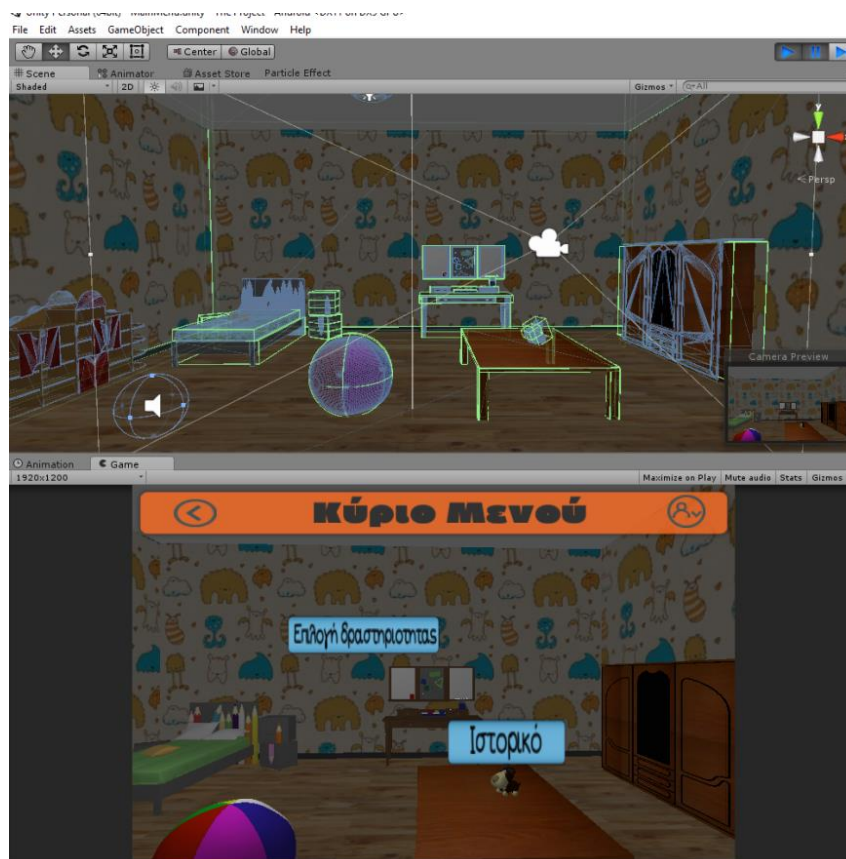 File Edit Assets GameObject Component Window Help
Center Global
Scene Animator Asset Store Particle Effect
Shaded 2D Gizmos All
Y
< Persp
Camera Preview
Animation Game
1920x1200 Maximize on Play Mute audio Stats Gizmos
Κύριο Μενού
Επιλογή δραστηριοτητας
Ιστορικό